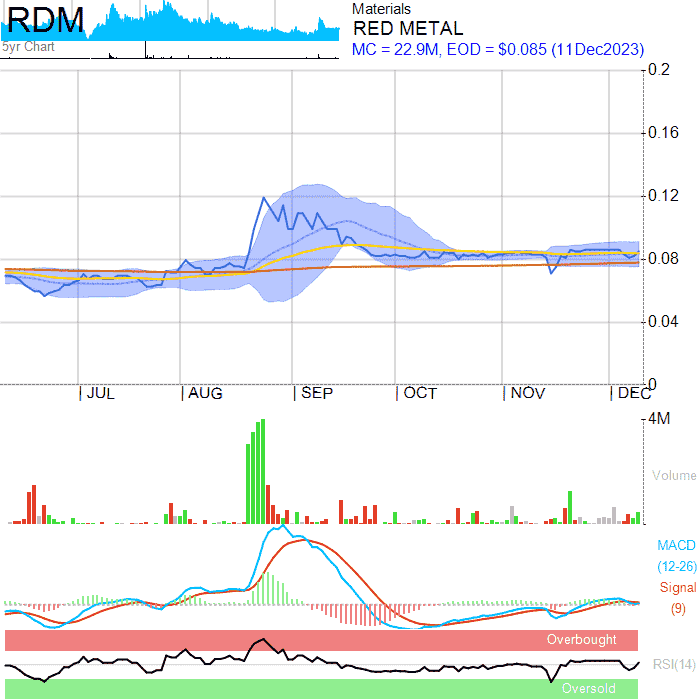 RDM
5yr Chart
Materials
RED METAL
MC = 22.9M, EOD = $0.085 (11Dec2023)
0.2
0.16
0.12
0.08
0.04
0
JUL AUG SEP OCT NOV DEC
4M
Volume
MACD
(12-26)
Signal
(9)
Overbought
RSI(14)
Oversold